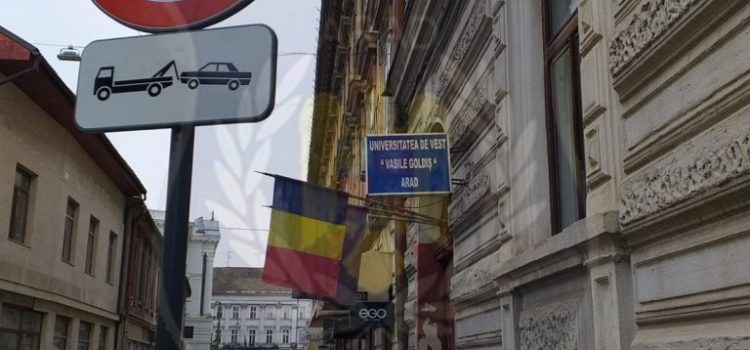 UNIVERSITATEA DE VEST
" VASILE GOLDIȘ "
ARAD
EGO